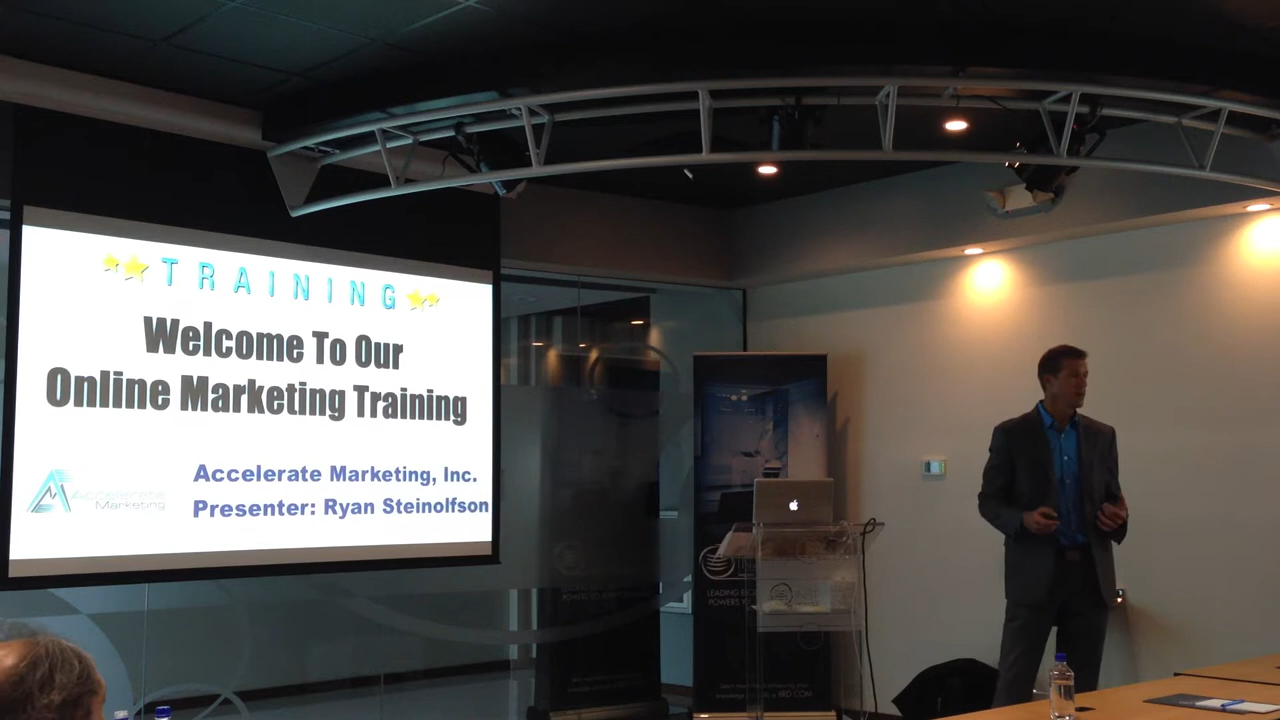 TRAINING
Welcome To Our
Online Marketing Training
Accelerate Marketing, Inc.
Presenter: Ryan Steinolfson
Accelerate
Marketing